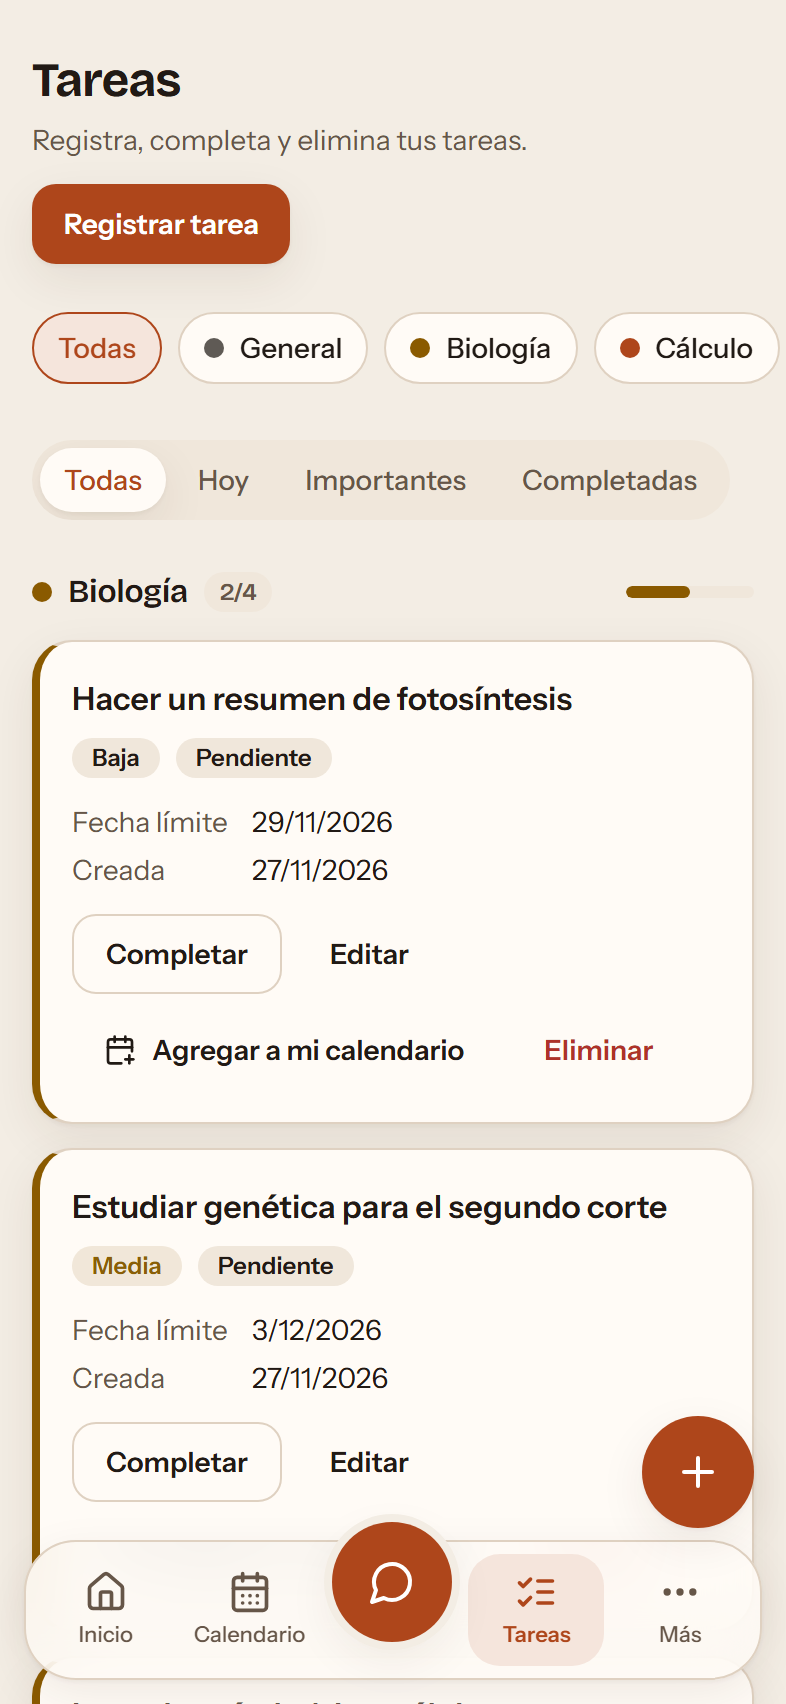 Tareas
Registra, completa y elimina tus tareas.
Registrar tarea
Todas General Biología Cálculo
Todas Hoy Importantes Completadas
Biología 2/4
Hacer un resumen de fotosíntesis
Baja Pendiente
Fecha límite 29/11/2026
Creada 27/11/2026
Completar Editar
Agregar a mi calendario Eliminar
Estudiar genética para el segundo corte
Media Pendiente
Fecha límite 3/12/2026
Creada 27/11/2026
Completar Editar
Inicio Calendario Tareas Más